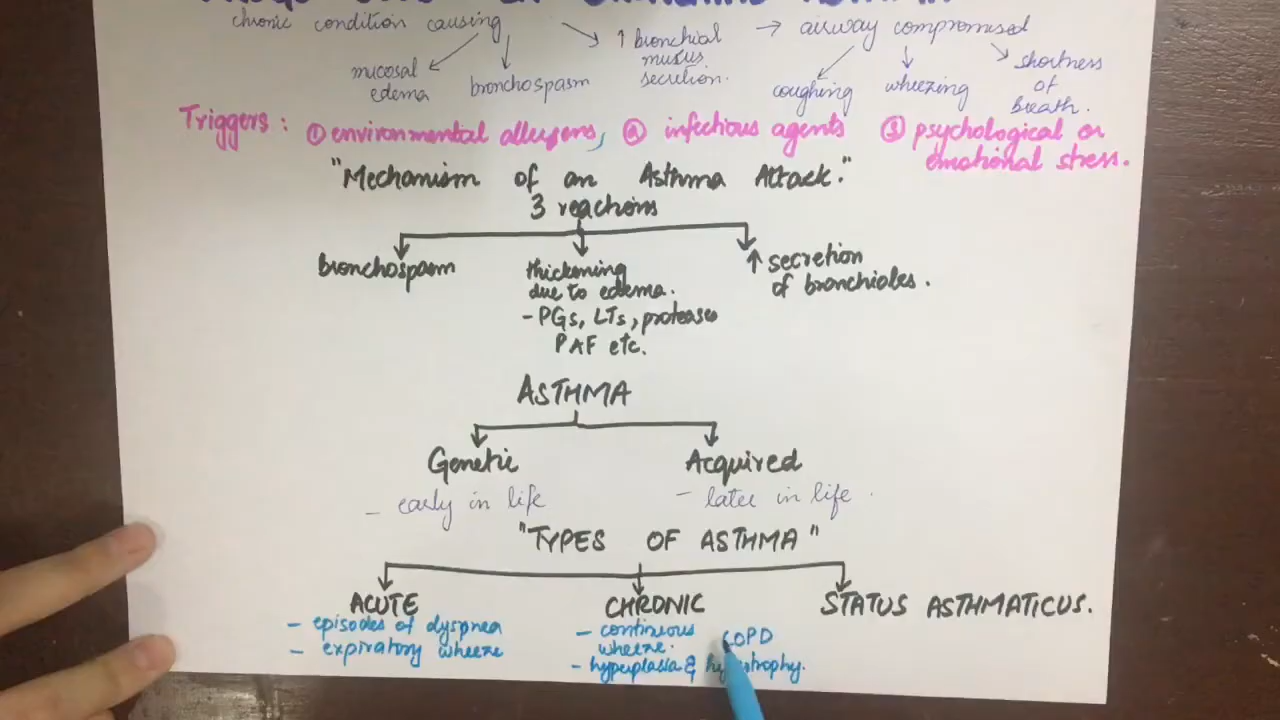 chronic condition causing
mucosal edema
bronchospasm
↑ bronchial
mucus
secretion.
→ airway compromised
coughing
wheezing
shortness
of
breath.
Triggers: ① environmental allergens, ② infectious agents ③ psychological or
emotional stress.
"Mechanism of an Asthma Attack."
3 reactions
bronchospasm
thickening
due to edema.
- PGs, LTs, proteases
PAF etc.
↑ secretion
of bronchioles.
ASTHMA
Genetic
- early in life
Acquired
- later in life.
"TYPES OF ASTHMA"
ACUTE
- episodes of dyspnea
- expiratory wheeze
CHRONIC
- continuous
wheeze.
COPD
- hyperplasia &
STATUS ASTHMATICUS.